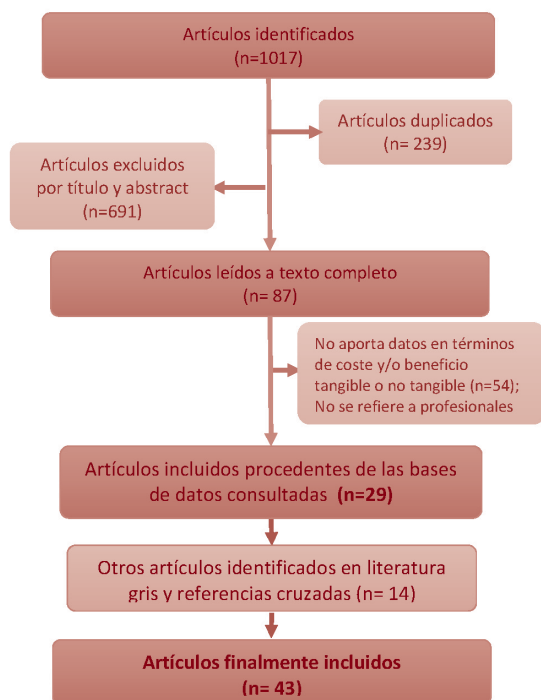 Artículos identificados
(n=1017)
Artículos duplicados
(n= 239)
Artículos excluidos
por título y abstract
(n=691)
Artículos leídos a texto completo
(n= 87)
No aporta datos en términos
de coste y/o beneficio
tangible o no tangible (n=54);
No se refiere a profesionales
Artículos incluidos procedentes de las bases
de datos consultadas (n=29)
Otros artículos identificados en literatura
gris y referencias cruzadas (n= 14)
Artículos finalmente incluidos
(n= 43)